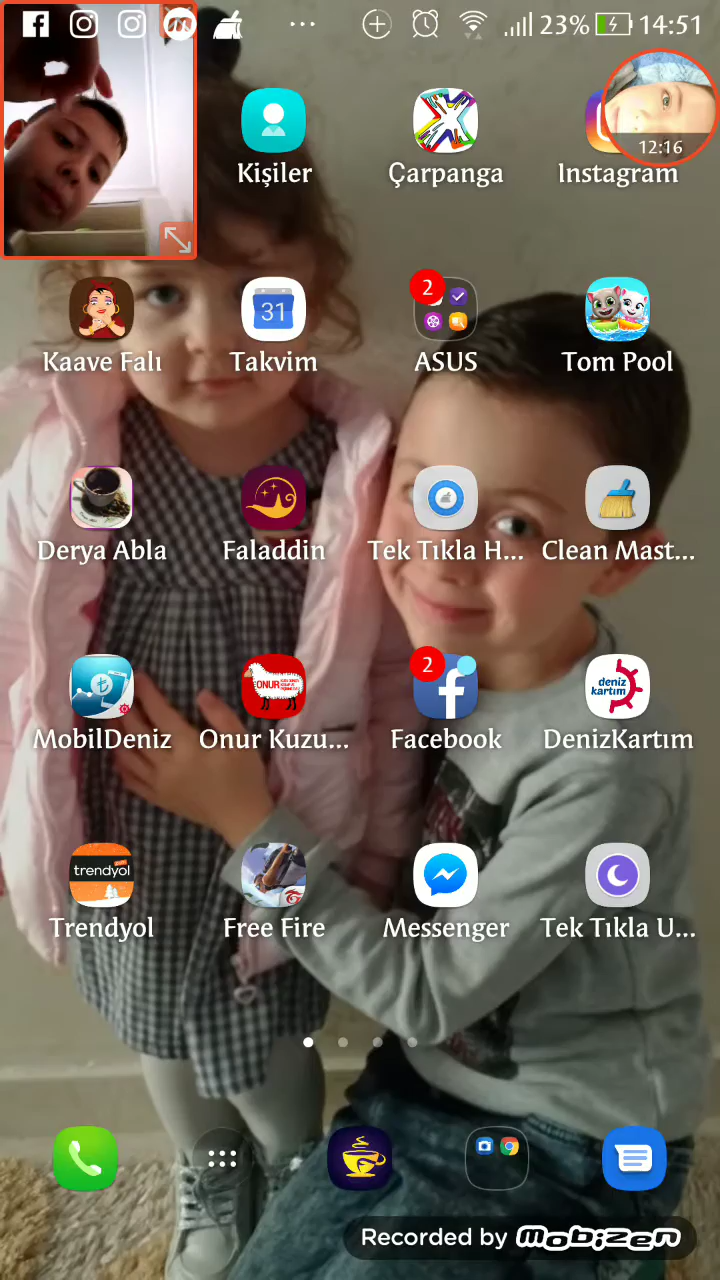 23% 14:51
12:16
Kişiler
Çarpanga
Instagram
31
2
Kaave Falı
Takvim
ASUS
Tom Pool
Derya Abla
Faladdin
Tek Tıkla H...
Clean Mast...
ONUR
2
deniz
kartım
MobilDeniz
Onur Kuzu...
Facebook
DenizKartım
trendyol
Trendyol
Free Fire
Messenger
Tek Tıkla U...
Recorded by Mobizen